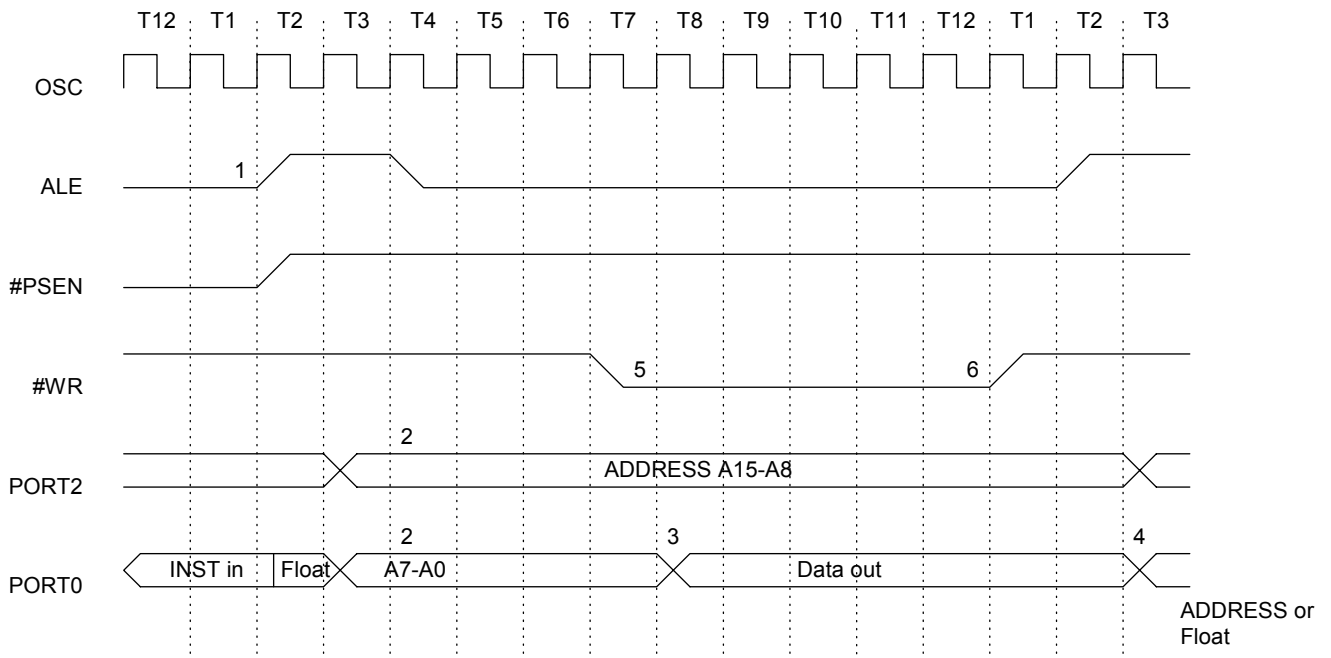 T12 T1 T2 T3 T4 T5 T6 T7 T8 T9 T10 T11 T12 T1 T2 T3
OSC
1
ALE
#PSEN
#WR
5
6
2
PORT2
ADDRESS A15-A8
2
3
4
PORT0
INST in
Float
A7-A0
Data out
ADDRESS or
Float